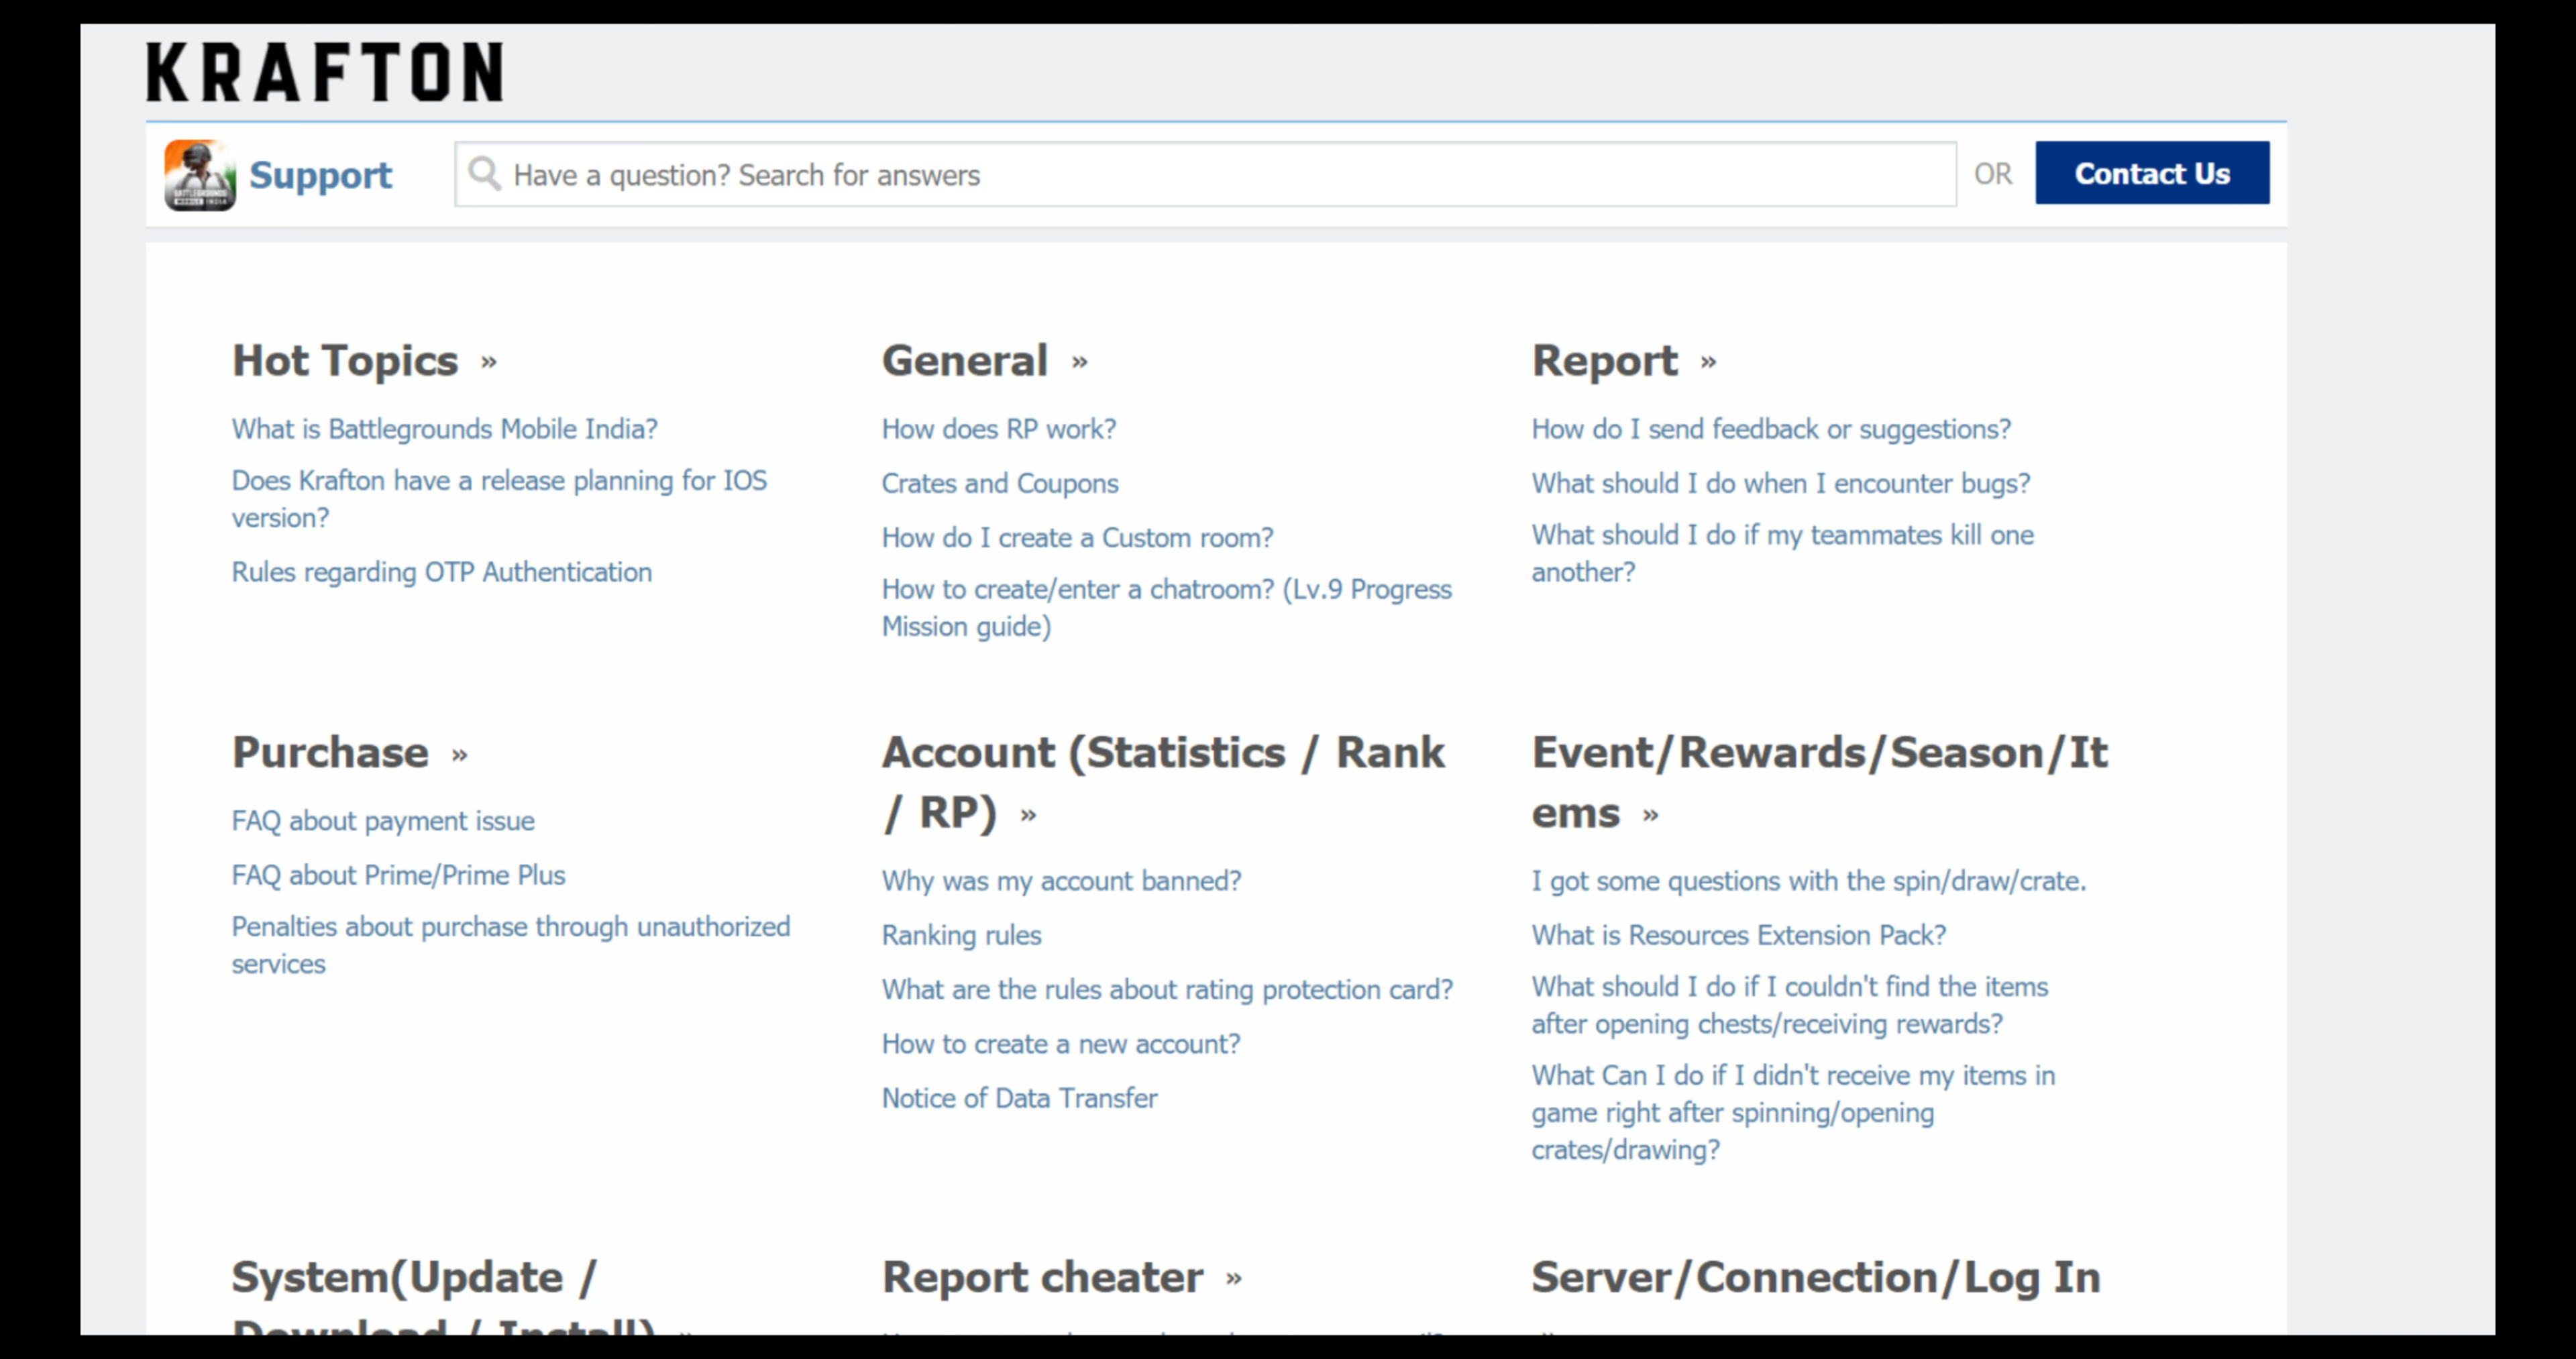 KRAFTON
BATTLEGROUNDS
MOBILE INDIA
Support
Have a question? Search for answers
OR
Contact Us
Hot Topics »
What is Battlegrounds Mobile India?
Does Krafton have a release planning for IOS
version?
Rules regarding OTP Authentication
General »
How does RP work?
Crates and Coupons
How do I create a Custom room?
How to create/enter a chatroom? (Lv.9 Progress
Mission guide)
Report »
How do I send feedback or suggestions?
What should I do when I encounter bugs?
What should I do if my teammates kill one
another?
Purchase »
FAQ about payment issue
FAQ about Prime/Prime Plus
Penalties about purchase through unauthorized
services
Account (Statistics / Rank
/ RP) »
Why was my account banned?
Ranking rules
What are the rules about rating protection card?
How to create a new account?
Notice of Data Transfer
Event/Rewards/Season/It
ems »
I got some questions with the spin/draw/crate.
What is Resources Extension Pack?
What should I do if I couldn't find the items
after opening chests/receiving rewards?
What Can I do if I didn't receive my items in
game right after spinning/opening
crates/drawing?
System(Update /
Download / Install) »
Report cheater »
Server/Connection/Log In
»